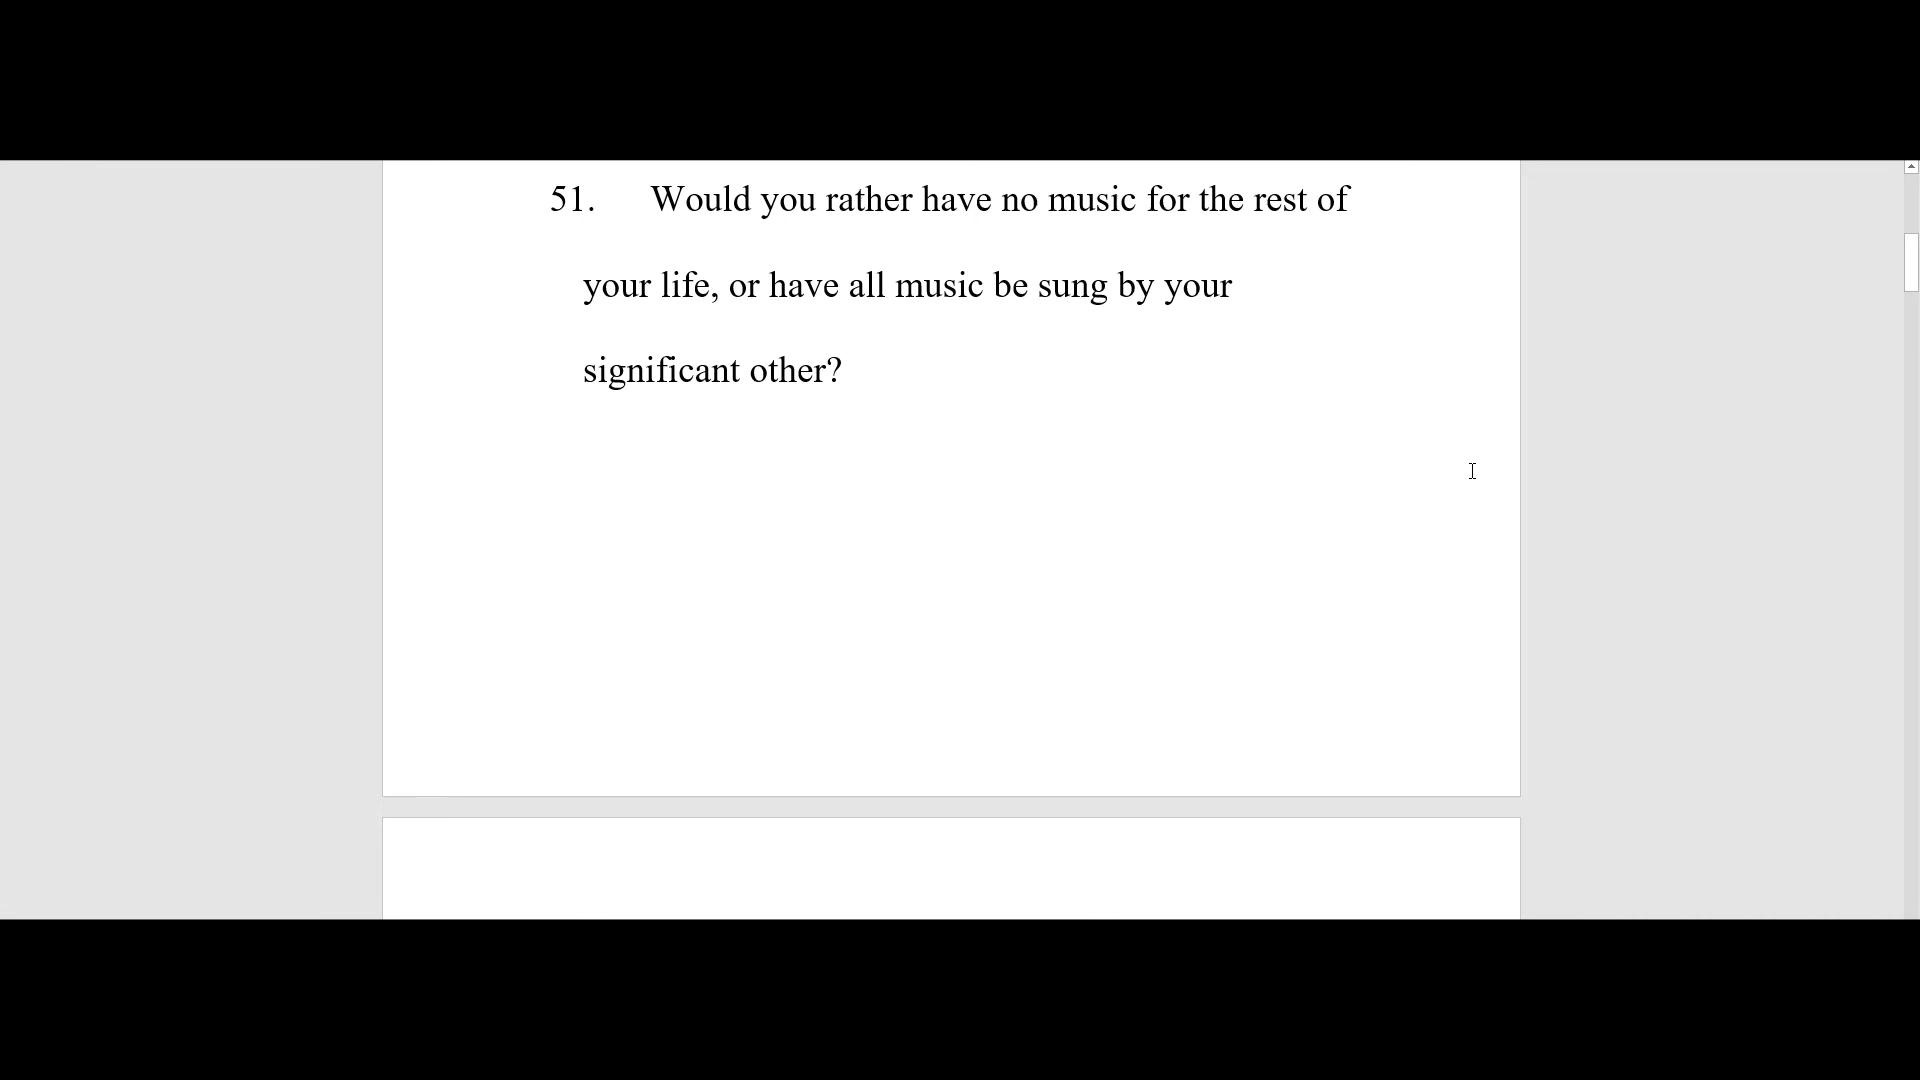 51. Would you rather have no music for the rest of
your life, or have all music be sung by your
significant other?